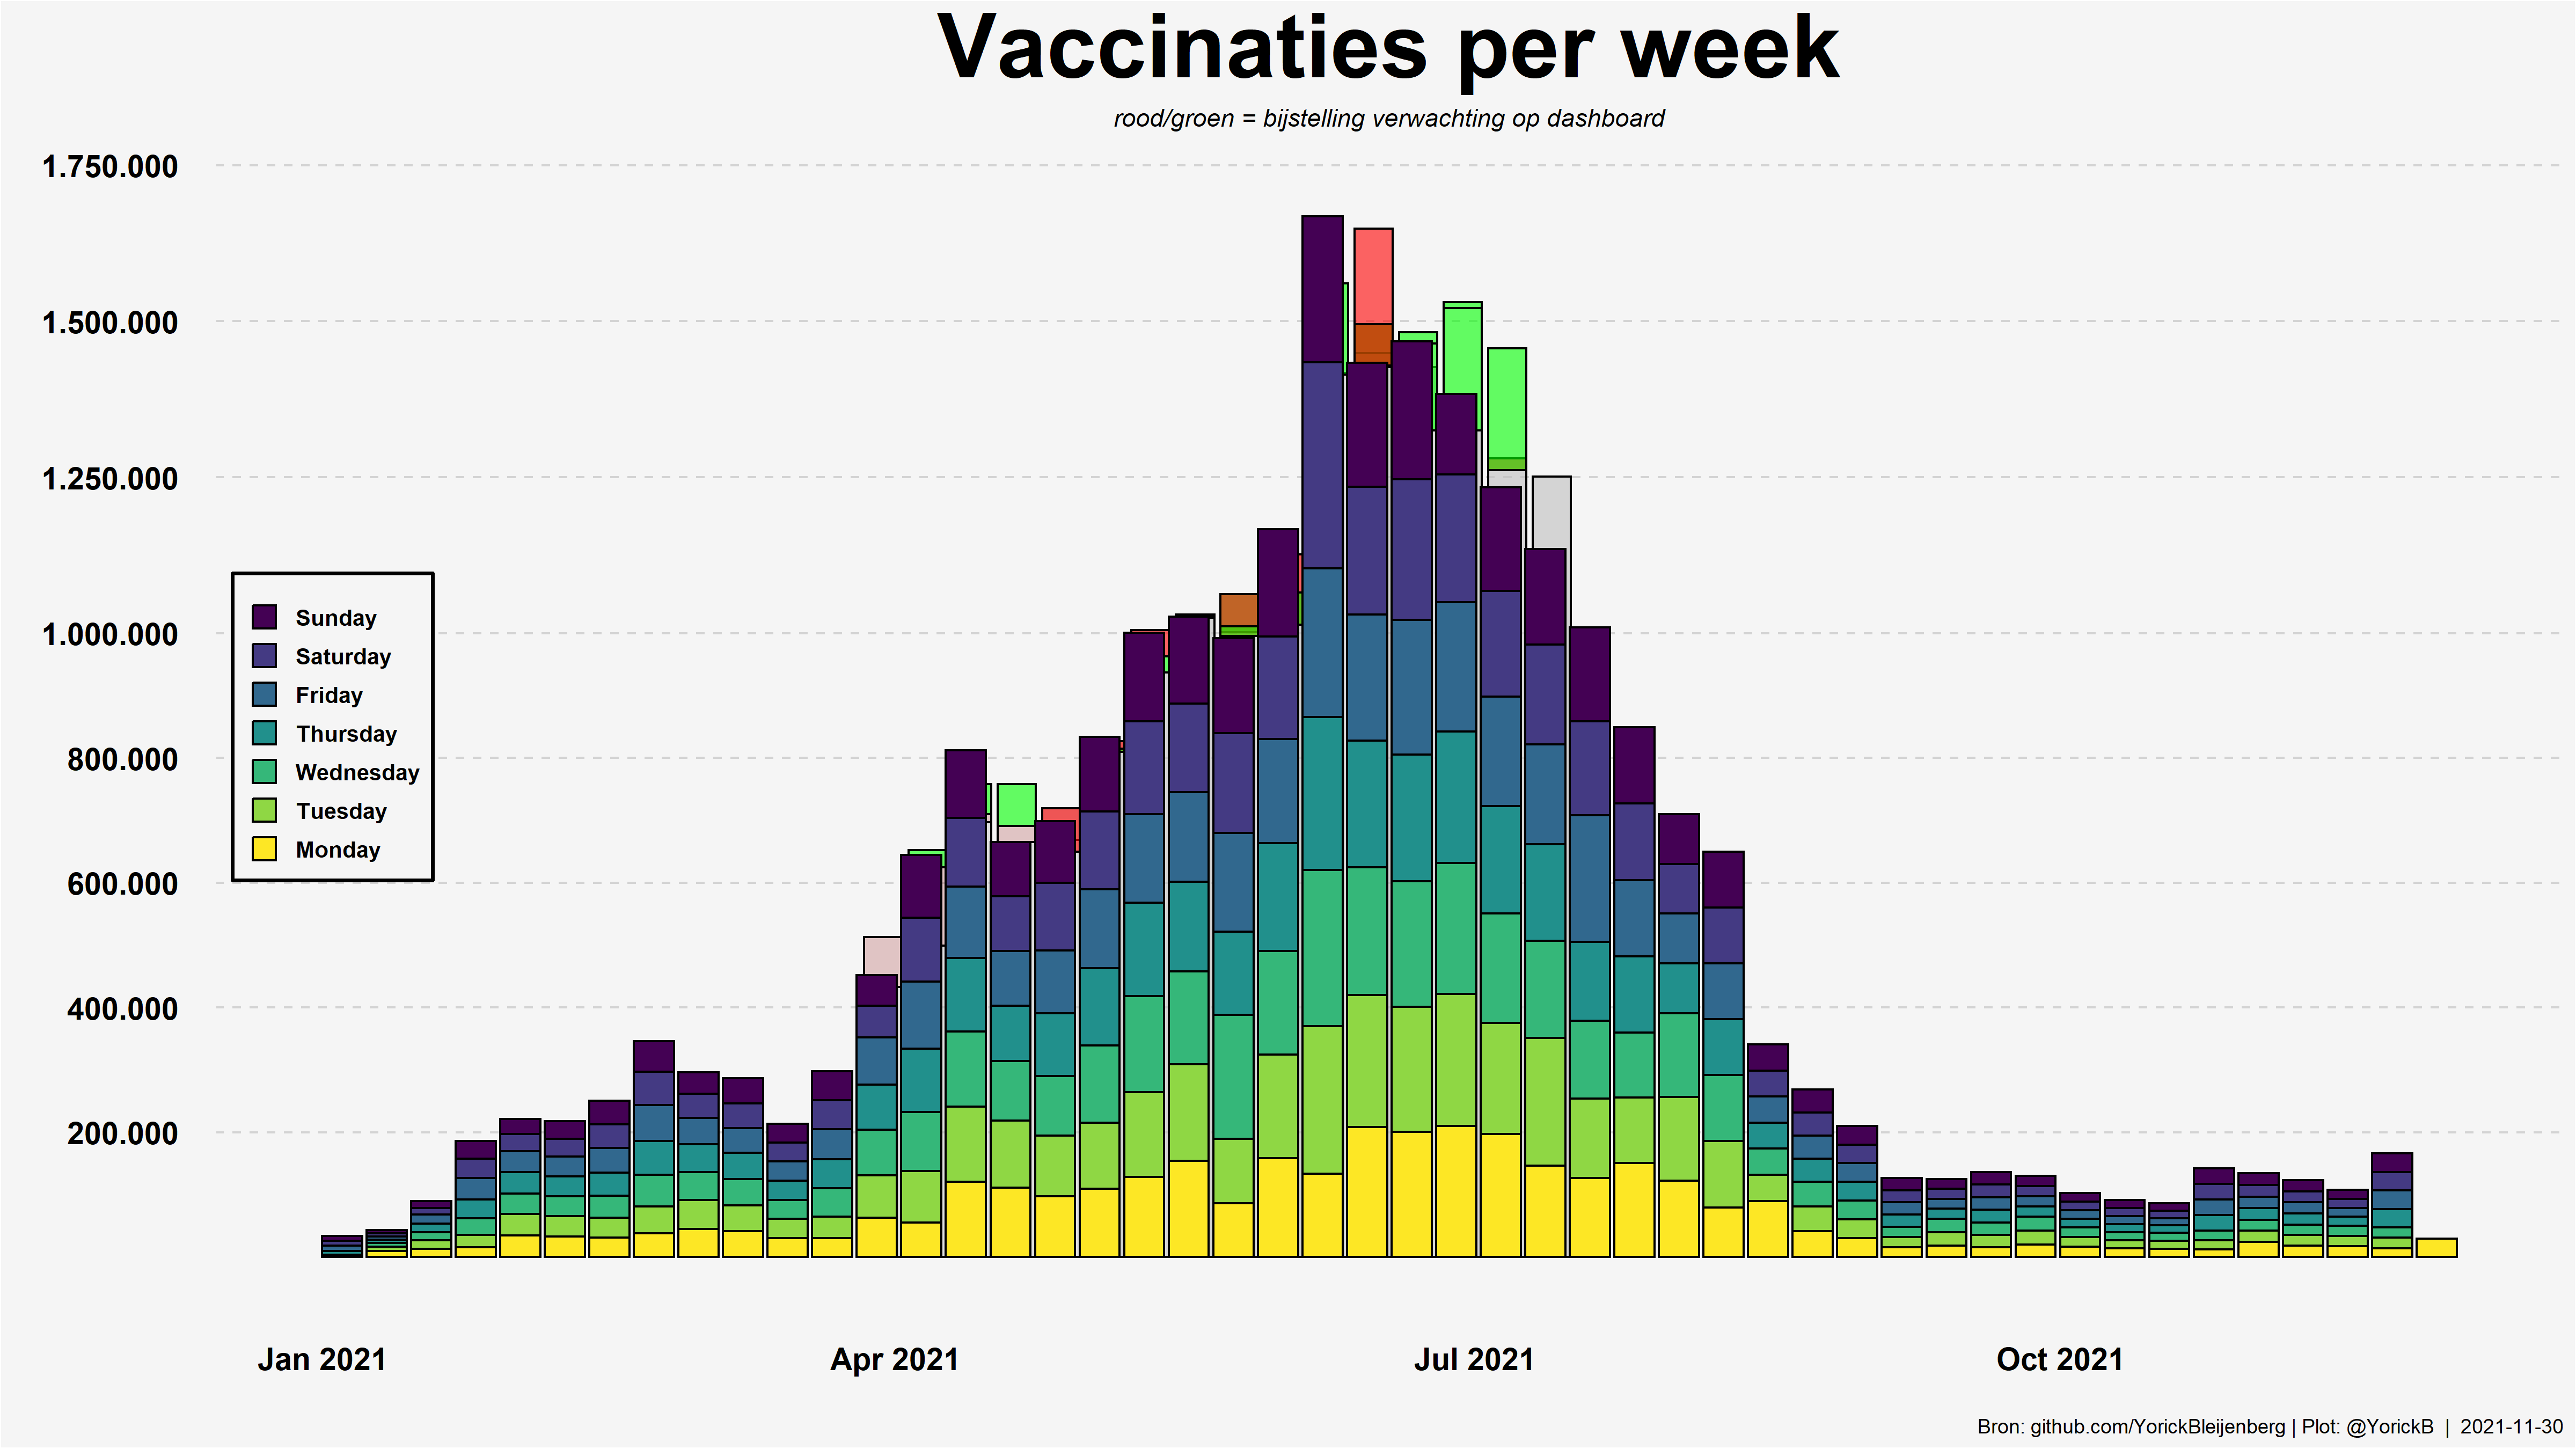 Vaccinaties per week
rood/groen = bijstelling verwachting op dashboard
1.750.000
1.500.000
1.250.000
1.000.000
800.000
600.000
400.000
200.000
Sunday
Saturday
Friday
Thursday
Wednesday
Tuesday
Monday
Jan 2021
Apr 2021
Jul 2021
Oct 2021
Bron: github.com/YorickBleijenberg | Plot: @YorickB | 2021-11-30